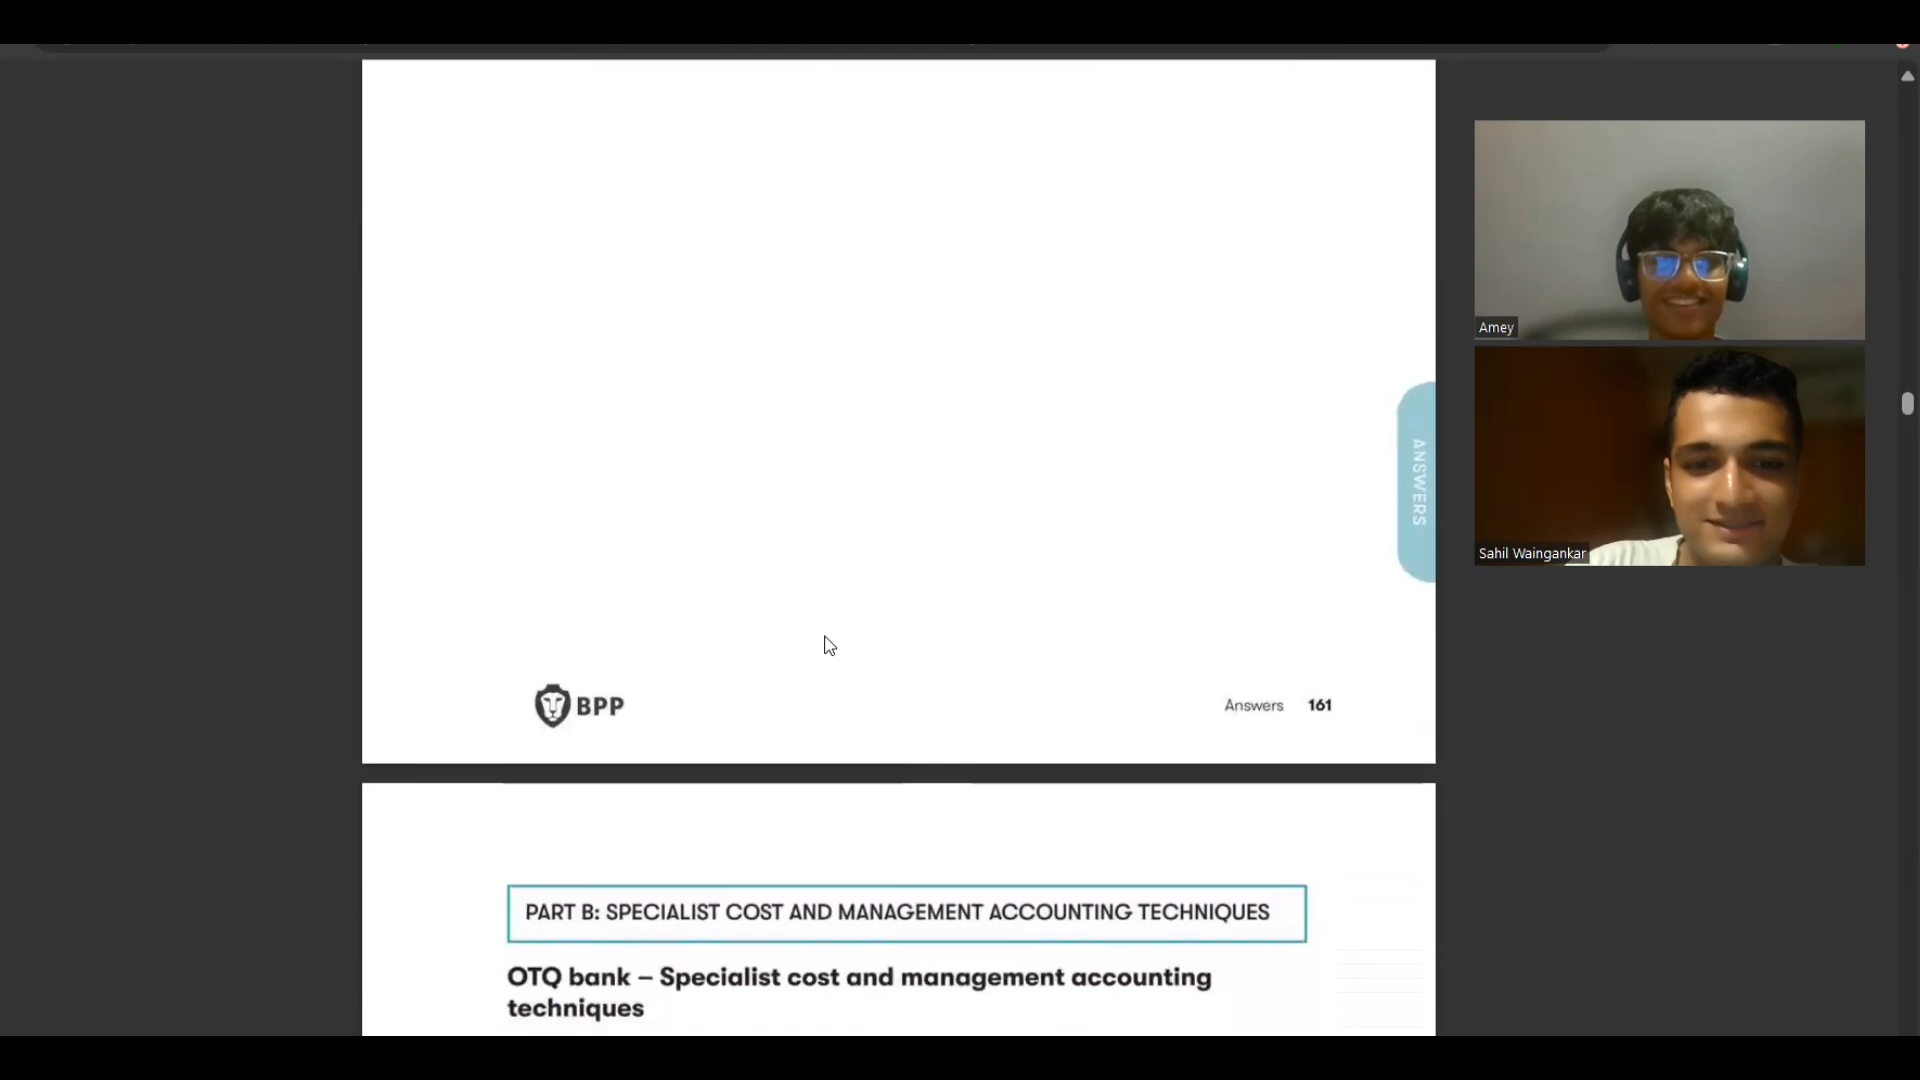 ANSWERS
BPP
Answers 161
PART B: SPECIALIST COST AND MANAGEMENT ACCOUNTING TECHNIQUES
OTQ bank – Specialist cost and management accounting
techniques
Amey
Sahil Waingankar